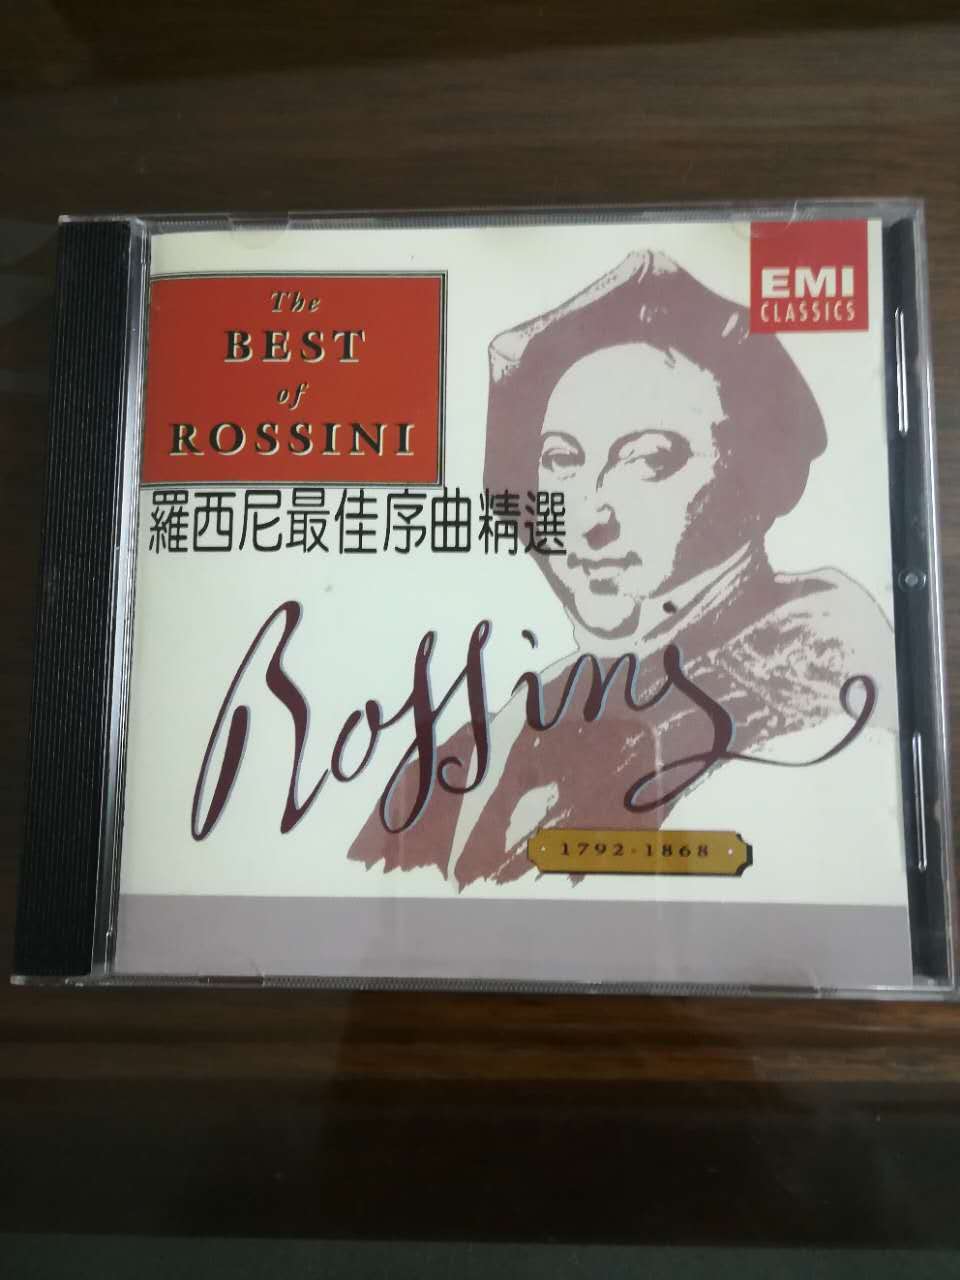 The
BEST
of
ROSSINI
EMI
CLASSICS
羅西尼最佳序曲精選
Rossini
1792·1868